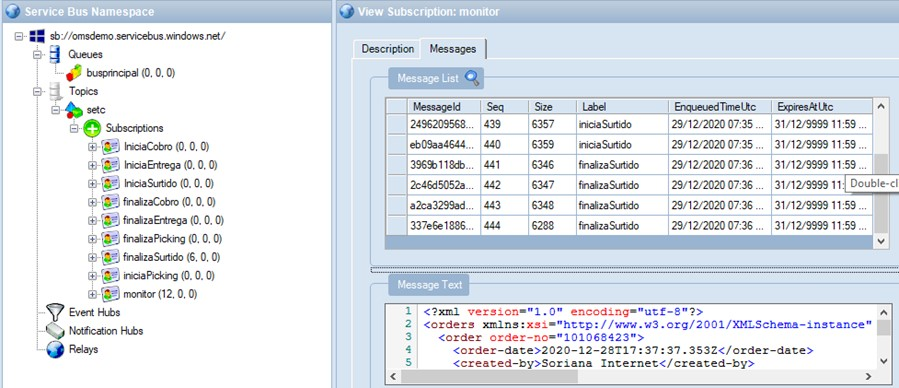 Service Bus Namespace
sb://omsdemo.servicebus.windows.net/
Queues
busprincipal (0, 0, 0)
Topics
setc
Subscriptions
IniciaCobro (0, 0, 0)
IniciaEntrega (0, 0, 0)
IniciaSurtido (0, 0, 0)
finalizaCobro (0, 0, 0)
finalizaEntrega (0, 0, 0)
finalizaPicking (0, 0, 0)
finalizaSurtido (6, 0, 0)
iniciaPicking (0, 0, 0)
monitor (12, 0, 0)
Event Hubs
Notification Hubs
Relays
View Subscription: monitor
Description Messages
Message List
MessageId Seq Size Label EnqueuedTimeUtc ExpiresAtUtc
2496209568... 439 6357 iniciaSurtido 29/12/2020 07:35 ... 31/12/9999 11:59 ...
eb09aa4644... 440 6359 iniciaSurtido 29/12/2020 07:35 ... 31/12/9999 11:59 ...
3969b118db... 441 6346 finalizaSurtido 29/12/2020 07:36 ... 31/12/9999 11:59 ...
2c46d5052a... 442 6347 finalizaSurtido 29/12/2020 07:36 ... 31/12/9999 Double-cl
a2ca3299ad... 443 6348 finalizaSurtido 29/12/2020 07:36 ... 31/12/9999 11:59 ...
337e6e1886... 444 6288 finalizaSurtido 29/12/2020 07:36 ... 31/12/9999 11:59 ...
Message Text
1 <?xml version="1.0" encoding="utf-8"?>
2 <orders xmlns:xsi="http://www.w3.org/2001/XMLSchema-instance"
3 <order order-no="101068423">
4 <order-date>2020-12-28T17:37:37.353Z</order-date>
5 <created-by>Soriana Internet</created-by>